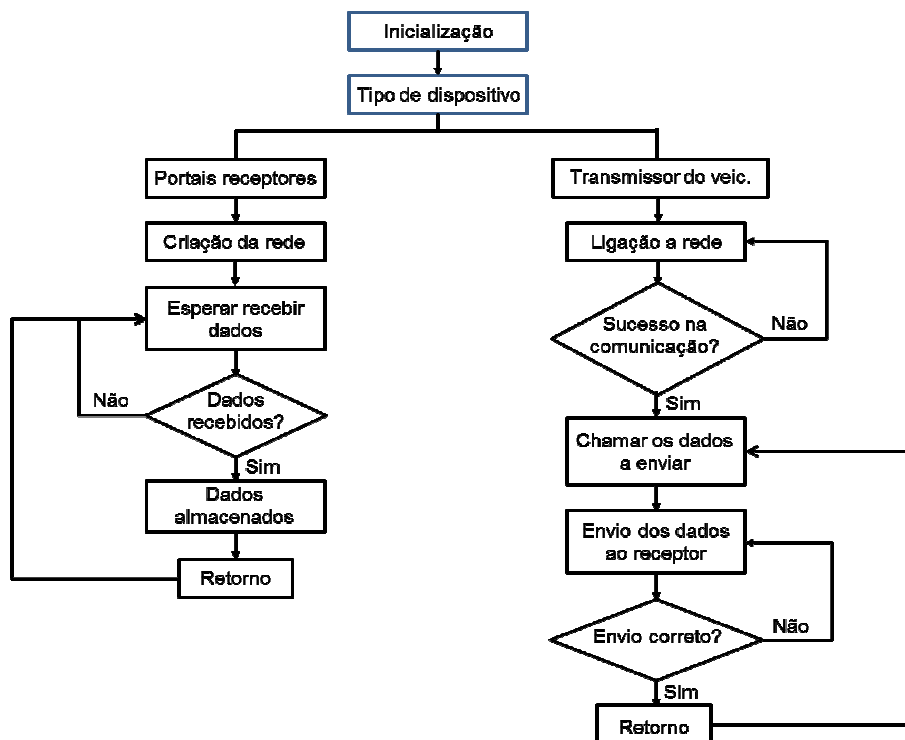 Inicialização
Tipo de dispositivo
Portais receptores
Criação da rede
Esperar recebir
dados
Não
Dados
recebidos?
Sim
Dados
almacenados
Retorno
Transmissor do veic.
Ligação a rede
Sucesso na
comunicação?
Não
Sim
Chamar os dados
a enviar
Envio dos dados
ao receptor
Envio correto?
Não
Sim
Retorno